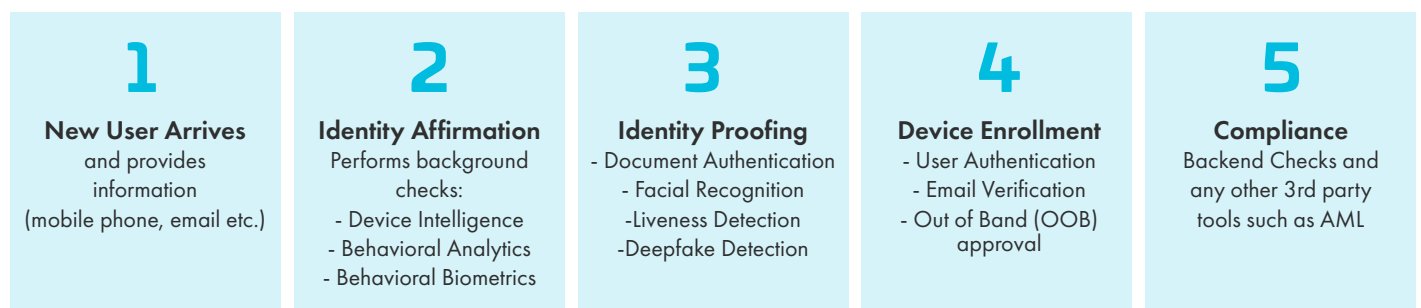 1
New User Arrives
and provides
information
(mobile phone, email etc.)
2
Identity Affirmation
Performs background
checks:
- Device Intelligence
- Behavioral Analytics
- Behavioral Biometrics
3
Identity Proofing
- Document Authentication
- Facial Recognition
-Liveness Detection
-Deepfake Detection
4
Device Enrollment
- User Authentication
- Email Verification
- Out of Band (OOB)
approval
5
Compliance
Backend Checks and
any other 3rd party
tools such as AML